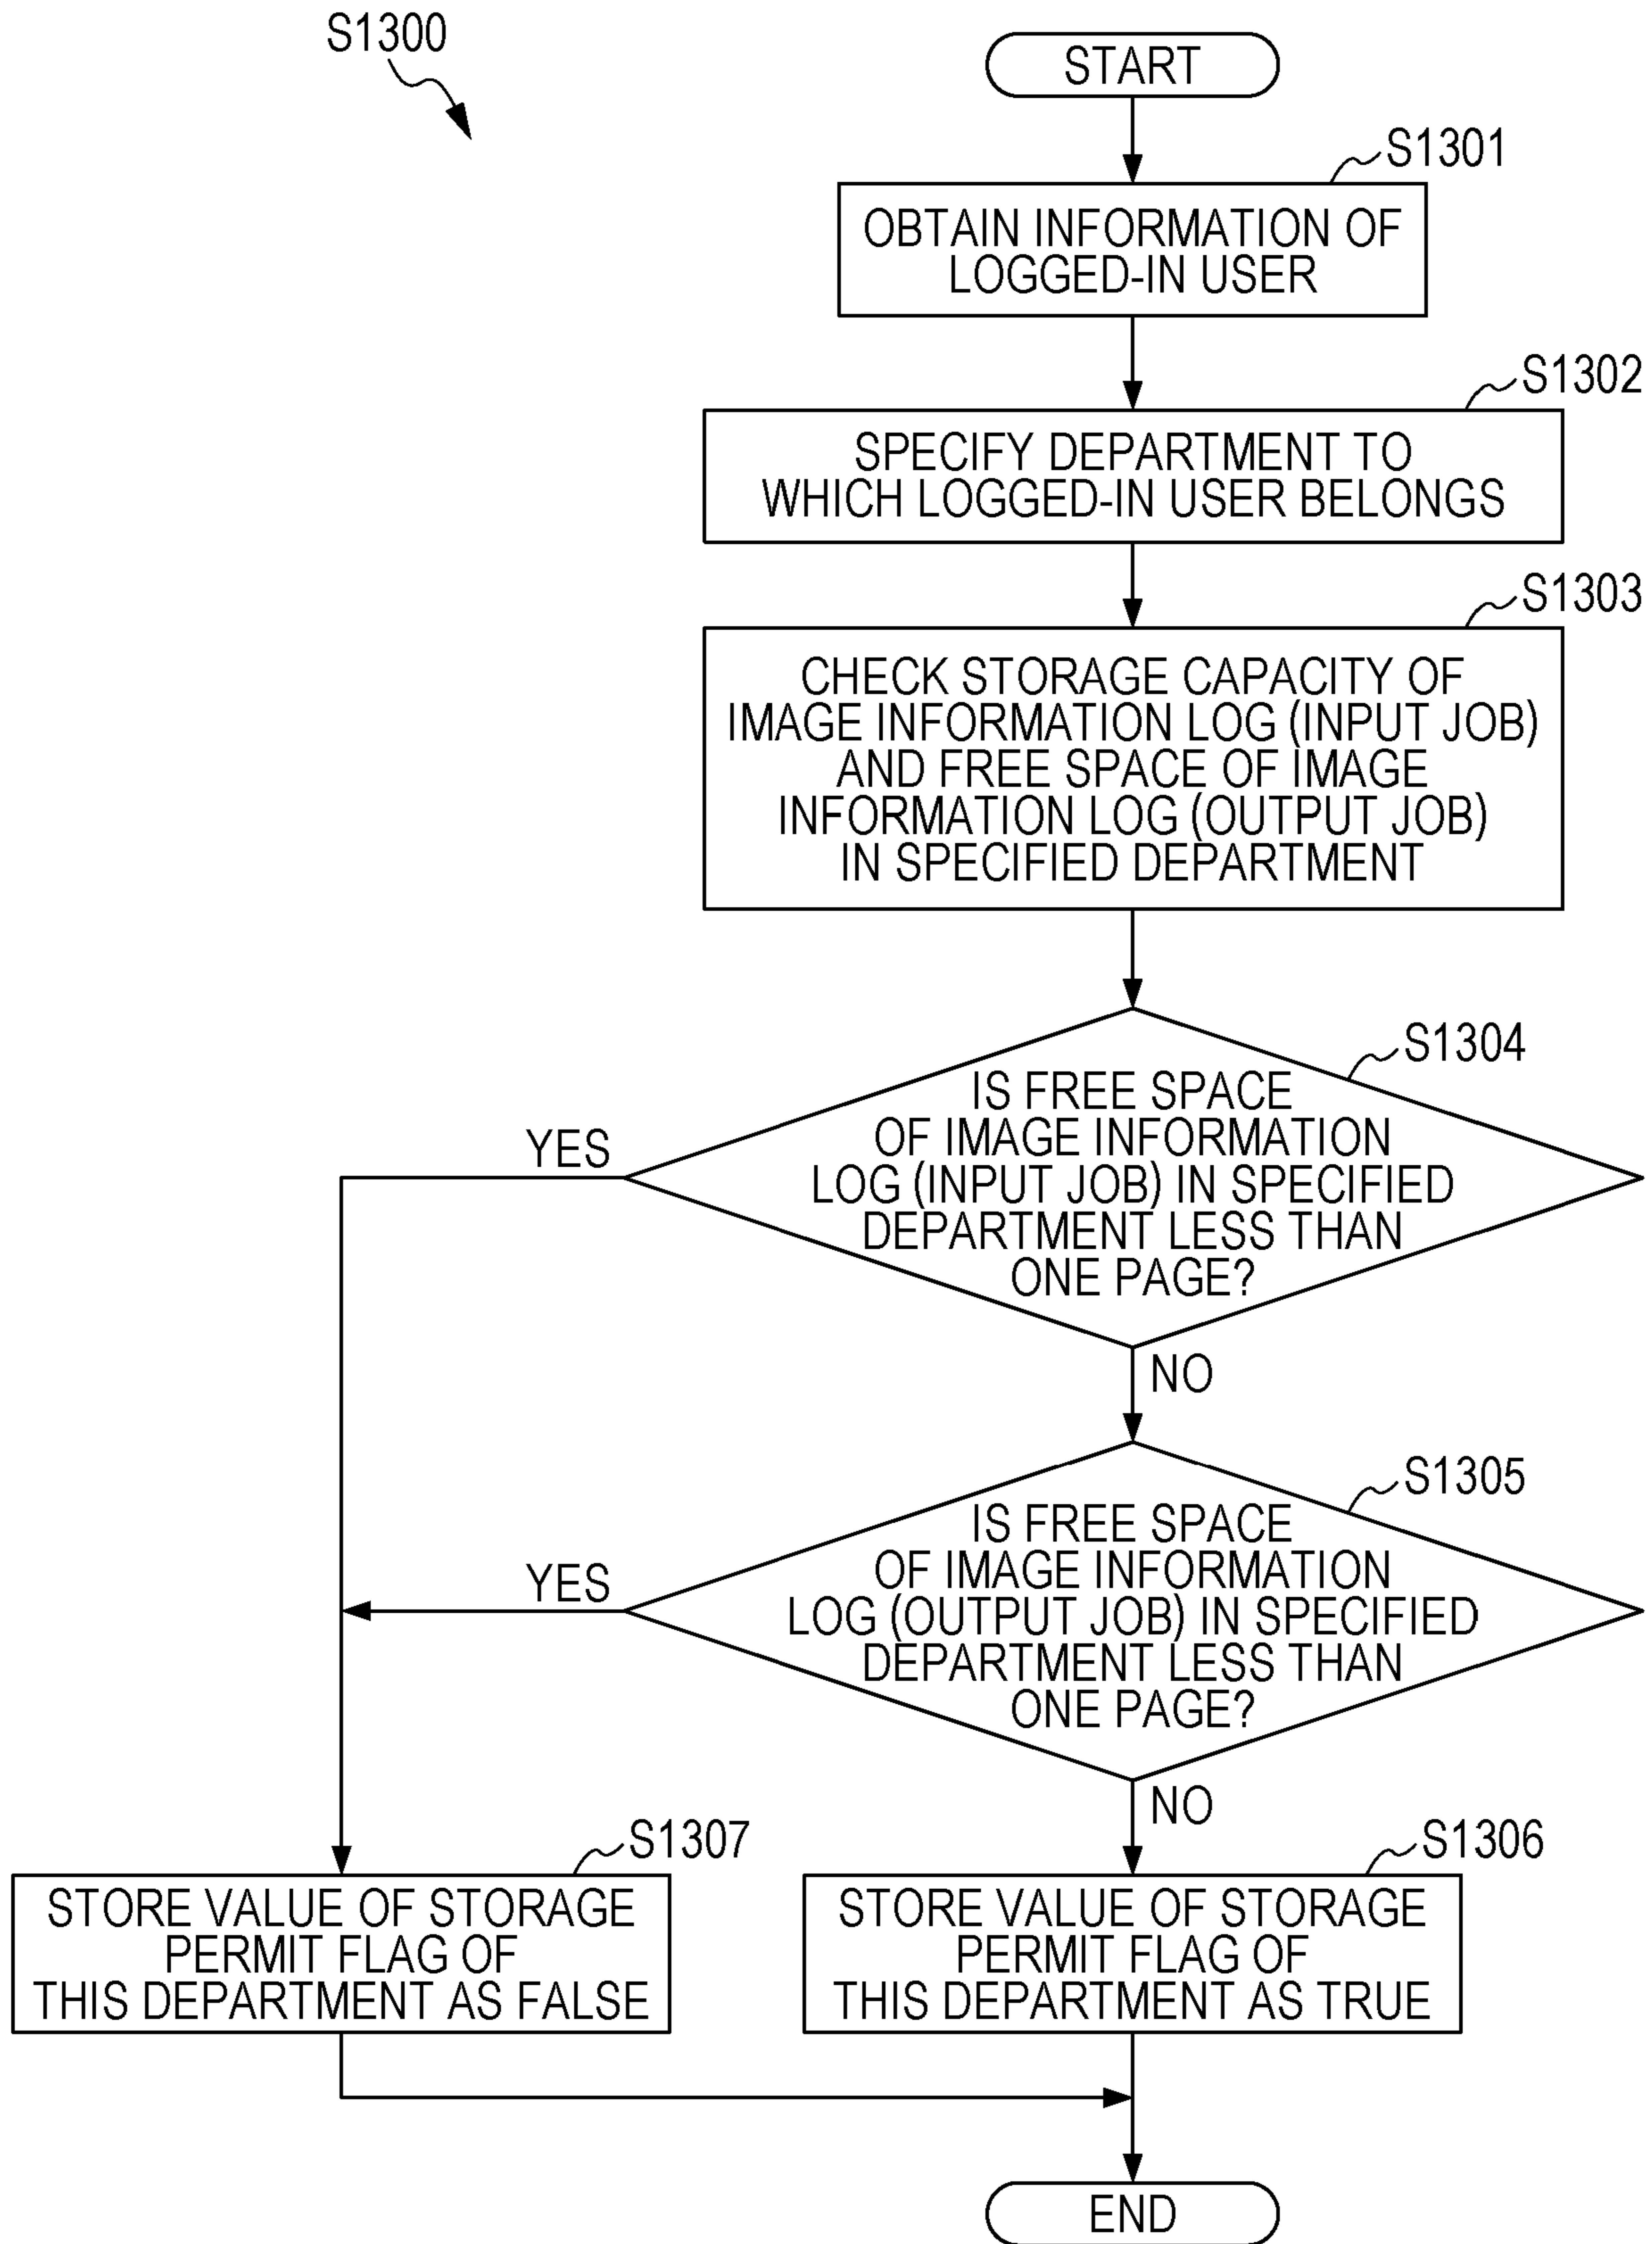 S1300
START
S1301
OBTAIN INFORMATION OF
LOGGED-IN USER
S1302
SPECIFY DEPARTMENT TO
WHICH LOGGED-IN USER BELONGS
S1303
CHECK STORAGE CAPACITY OF
IMAGE INFORMATION LOG (INPUT JOB)
AND FREE SPACE OF IMAGE
INFORMATION LOG (OUTPUT JOB)
IN SPECIFIED DEPARTMENT
S1304
IS FREE SPACE
OF IMAGE INFORMATION
LOG (INPUT JOB) IN SPECIFIED
DEPARTMENT LESS THAN
ONE PAGE?
YES
NO
S1305
IS FREE SPACE
OF IMAGE INFORMATION
LOG (OUTPUT JOB) IN SPECIFIED
DEPARTMENT LESS THAN
ONE PAGE?
YES
NO
S1307
STORE VALUE OF STORAGE
PERMIT FLAG OF
THIS DEPARTMENT AS FALSE
S1306
STORE VALUE OF STORAGE
PERMIT FLAG OF
THIS DEPARTMENT AS TRUE
END